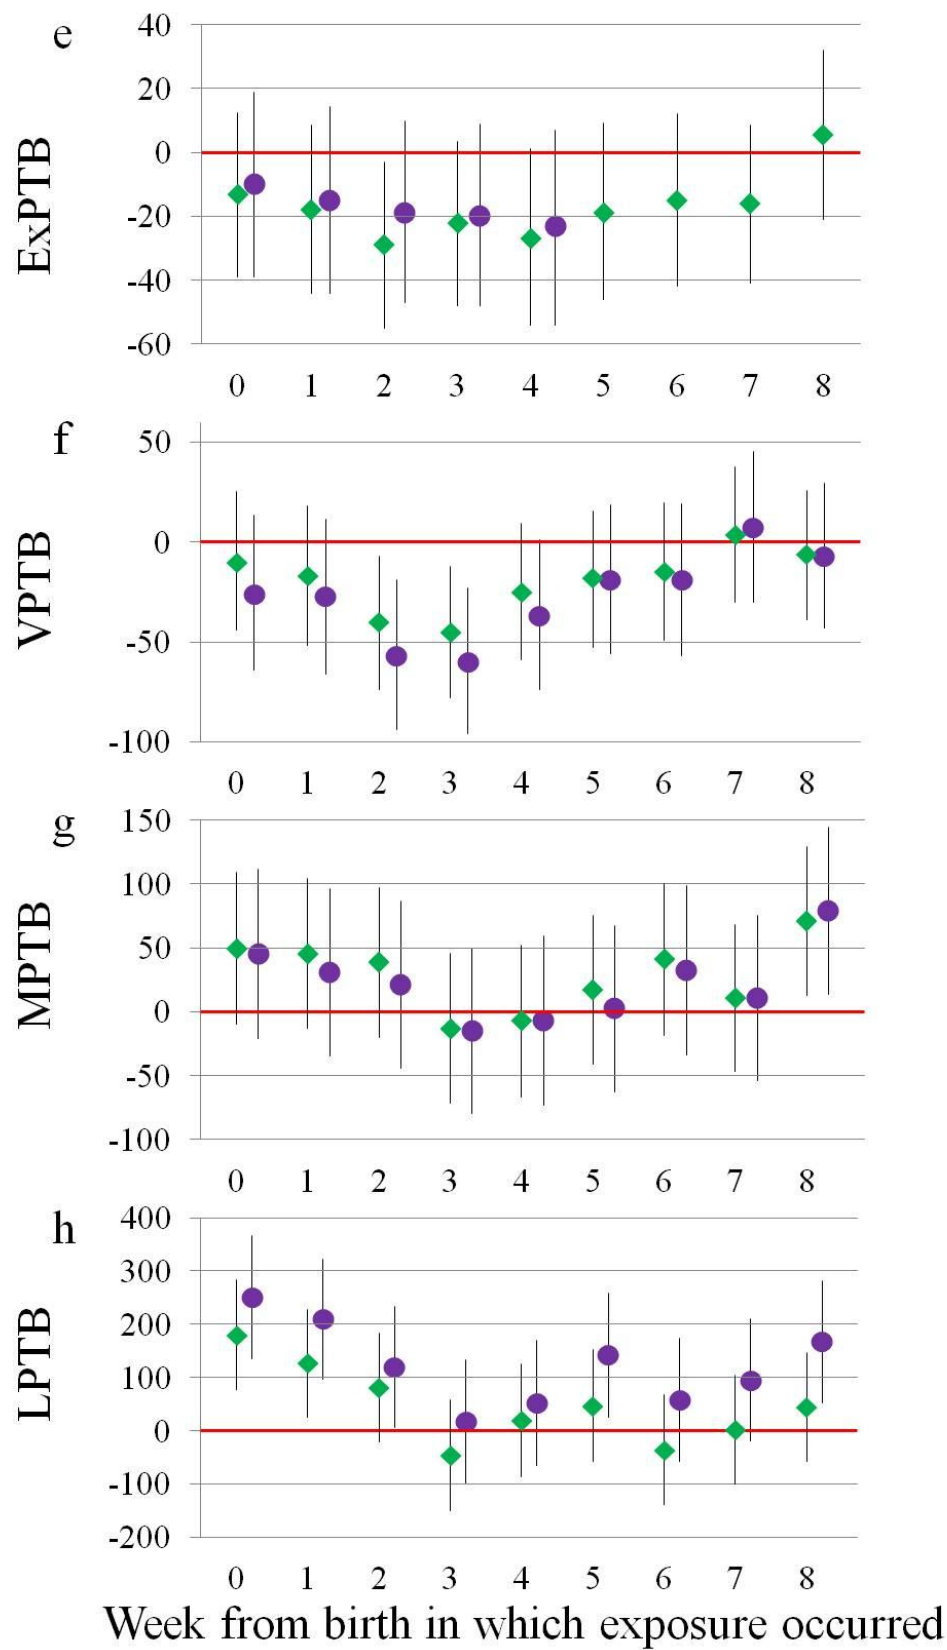 e
ExPTB
40
20
0
-20
-40
-60
0 1 2 3 4 5 6 7 8
f
VPTB
50
0
-50
-100
0 1 2 3 4 5 6 7 8
g
MPTB
150
100
50
0
-50
-100
0 1 2 3 4 5 6 7 8
h
LPTB
400
300
200
100
0
-100
-200
0 1 2 3 4 5 6 7 8
Week from birth in which exposure occurred